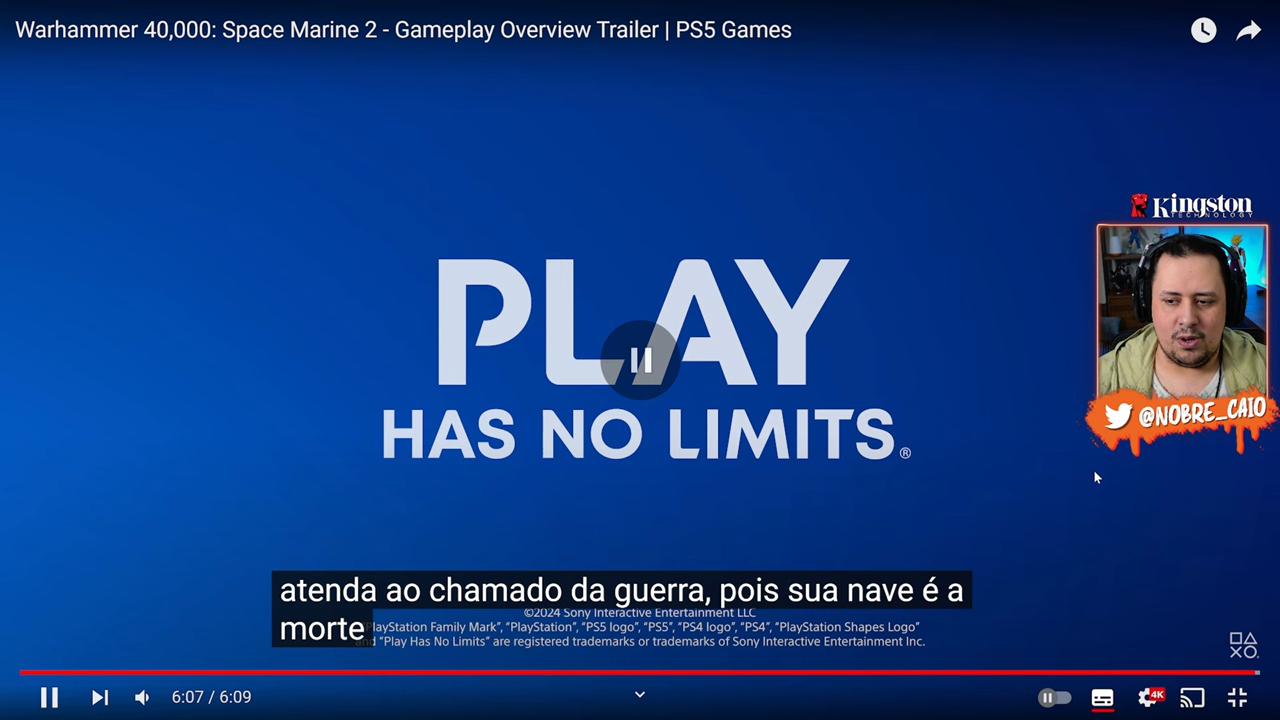 Warhammer 40,000: Space Marine 2 - Gameplay Overview Trailer | PS5 Games
Kingston
TECHNOLOGY
@NOBRE_CAIO
PLAY
HAS NO LIMITS®
atenda ao chamado da guerra, pois sua nave é a
morte
©2024 Sony Interactive Entertainment LLC
PlayStation Family Mark”, “PlayStation”, “PS5 logo”, “PS5”, “PS4 logo”, “PS4”, “PlayStation Shapes Logo”
and “Play Has No Limits” are registered trademarks or trademarks of Sony Interactive Entertainment Inc.
6:07 / 6:09
4K